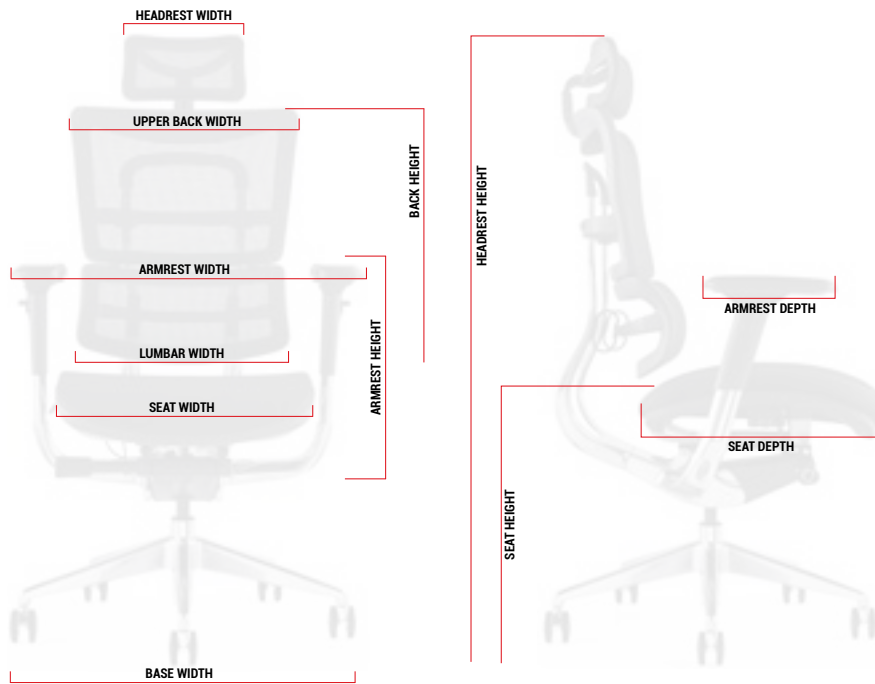 HEADREST WIDTH
UPPER BACK WIDTH
BACK HEIGHT
HEADREST HEIGHT
ARMREST WIDTH
ARMREST DEPTH
ARMREST HEIGHT
LUMBAR WIDTH
SEAT WIDTH
SEAT DEPTH
SEAT HEIGHT
BASE WIDTH